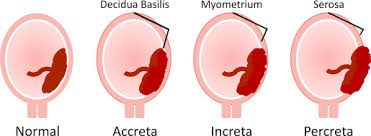 Decidua Basilis
Myometrium
Serosa
Normal
Accreta
Increta
Percreta